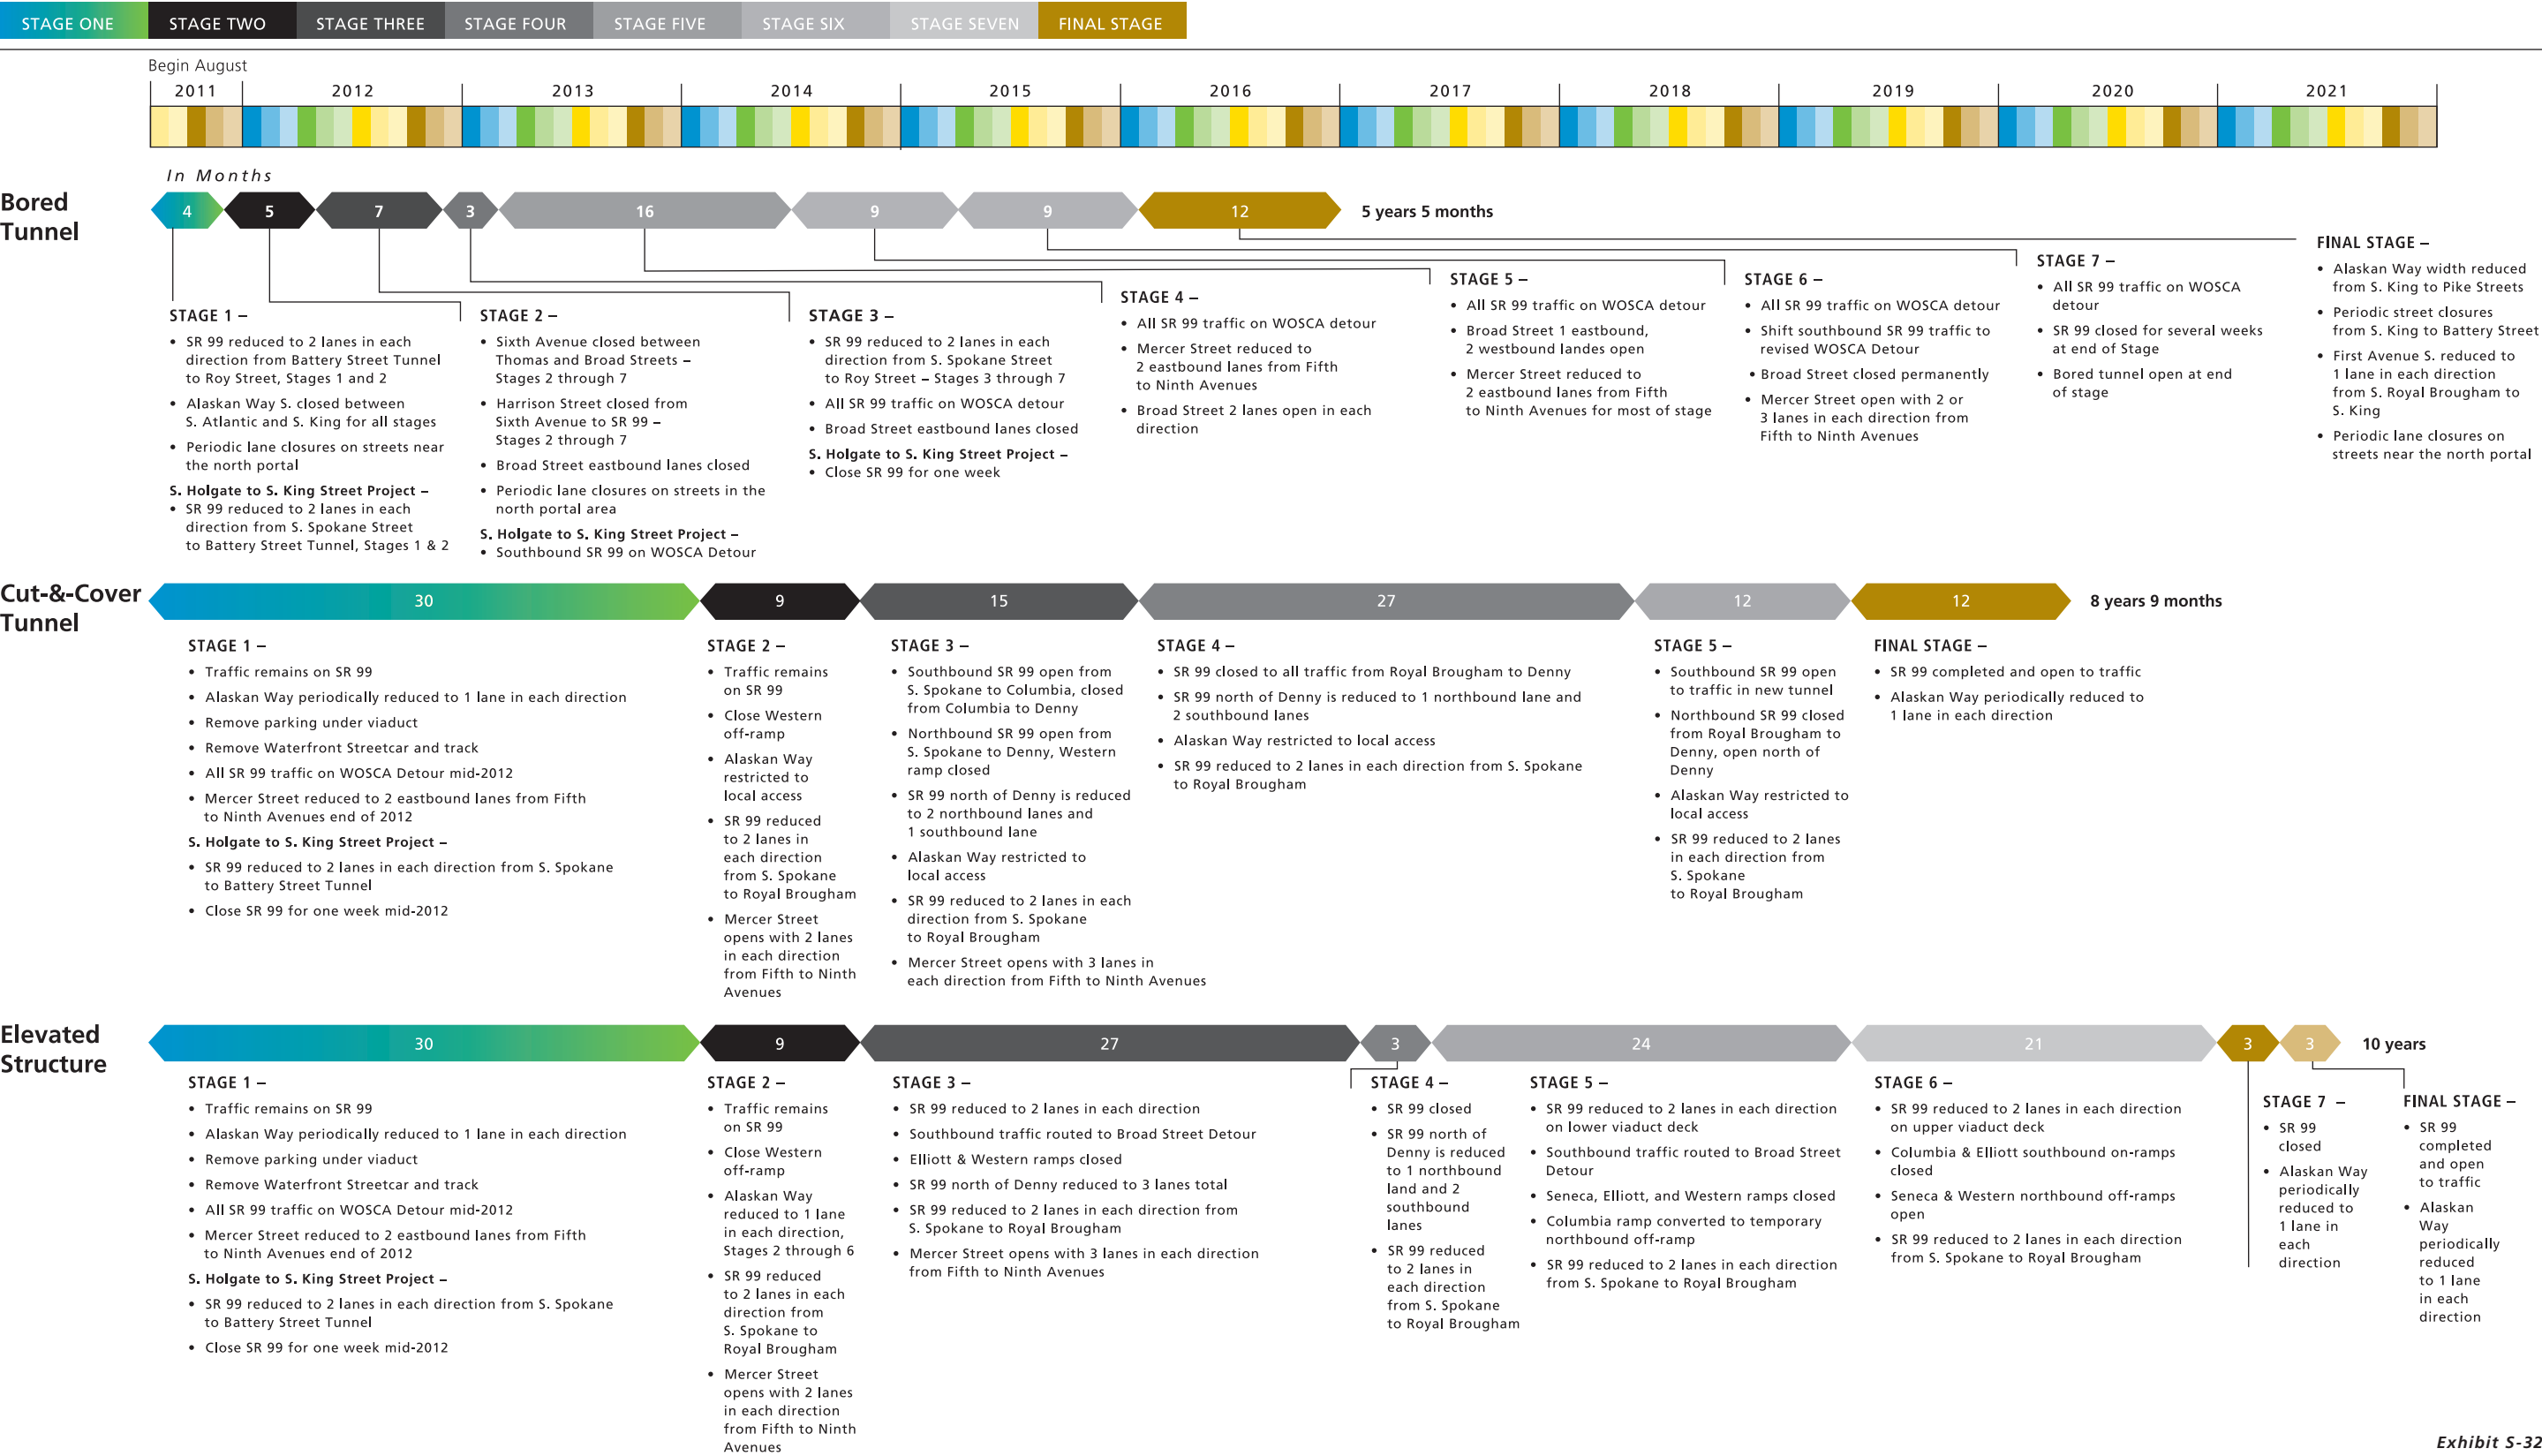 STAGE ONE STAGE TWO STAGE THREE STAGE FOUR STAGE FIVE STAGE SIX STAGE SEVEN FINAL STAGE
Begin August
2011 2012 2013 2014 2015 2016 2017 2018 2019 2020 2021
In Months
Bored
Tunnel
4 5 7 3 16 9 9 12 5 years 5 months
STAGE 1 –
• SR 99 reduced to 2 lanes in each
direction from Battery Street Tunnel
to Roy Street, Stages 1 and 2
• Alaskan Way S. closed between
S. Atlantic and S. King for all stages
• Periodic lane closures on streets near
the north portal
S. Holgate to S. King Street Project –
• SR 99 reduced to 2 lanes in each
direction from S. Spokane Street
to Battery Street Tunnel, Stages 1 & 2
STAGE 2 –
• Sixth Avenue closed between
Thomas and Broad Streets –
Stages 2 through 7
• Harrison Street closed from
Sixth Avenue to SR 99 –
Stages 2 through 7
• Broad Street eastbound lanes closed
• Periodic lane closures on streets in the
north portal area
S. Holgate to S. King Street Project –
• Southbound SR 99 on WOSCA Detour
STAGE 3 –
• SR 99 reduced to 2 lanes in each
direction from S. Spokane Street
to Roy Street – Stages 3 through 7
• All SR 99 traffic on WOSCA detour
• Broad Street eastbound lanes closed
S. Holgate to S. King Street Project –
• Close SR 99 for one week
STAGE 4 –
• All SR 99 traffic on WOSCA detour
• Mercer Street reduced to
2 eastbound lanes from Fifth
to Ninth Avenues
• Broad Street 2 lanes open in each
direction
STAGE 5 –
• All SR 99 traffic on WOSCA detour
• Broad Street 1 eastbound,
2 westbound landes open
• Mercer Street reduced to
2 eastbound lanes from Fifth
to Ninth Avenues for most of stage
STAGE 6 –
• All SR 99 traffic on WOSCA detour
• Shift southbound SR 99 traffic to
revised WOSCA Detour
• Broad Street closed permanently
• Mercer Street open with 2 or
3 lanes in each direction from
Fifth to Ninth Avenues
STAGE 7 –
• All SR 99 traffic on WOSCA
detour
• SR 99 closed for several weeks
at end of Stage
• Bored tunnel open at end
of stage
FINAL STAGE –
• Alaskan Way width reduced
from S. King to Pike Streets
• Periodic street closures
from S. King to Battery Street
• First Avenue S. reduced to
1 lane in each direction
from S. Royal Brougham to
S. King
• Periodic lane closures on
streets near the north portal
Cut-&-Cover
Tunnel
30 9 15 27 12 12 8 years 9 months
STAGE 1 –
• Traffic remains on SR 99
• Alaskan Way periodically reduced to 1 lane in each direction
• Remove parking under viaduct
• Remove Waterfront Streetcar and track
• All SR 99 traffic on WOSCA Detour mid-2012
• Mercer Street reduced to 2 eastbound lanes from Fifth
to Ninth Avenues end of 2012
S. Holgate to S. King Street Project –
• SR 99 reduced to 2 lanes in each direction from S. Spokane
to Battery Street Tunnel
• Close SR 99 for one week mid-2012
STAGE 2 –
• Traffic remains
on SR 99
• Close Western
off-ramp
• Alaskan Way
restricted to
local access
• SR 99 reduced
to 2 lanes in
each direction
from S. Spokane
to Royal Brougham
• Mercer Street
opens with 2 lanes
in each direction
from Fifth to Ninth
Avenues
STAGE 3 –
• Southbound SR 99 open from
S. Spokane to Columbia, closed
from Columbia to Denny
• Northbound SR 99 open from
S. Spokane to Denny, Western
ramp closed
• SR 99 north of Denny is reduced
to 2 northbound lanes and
1 southbound lane
• Alaskan Way restricted to
local access
• SR 99 reduced to 2 lanes in each
direction from S. Spokane
to Royal Brougham
• Mercer Street opens with 3 lanes in
each direction from Fifth to Ninth Avenues
STAGE 4 –
• SR 99 closed to all traffic from Royal Brougham to Denny
• SR 99 north of Denny is reduced to 1 northbound lane and
2 southbound lanes
• Alaskan Way restricted to local access
• SR 99 reduced to 2 lanes in each direction from S. Spokane
to Royal Brougham
STAGE 5 –
• Southbound SR 99 open
to traffic in new tunnel
• Northbound SR 99 closed
from Royal Brougham to
Denny, open north of
Denny
• Alaskan Way restricted to
local access
• SR 99 reduced to 2 lanes
in each direction from
S. Spokane
to Royal Brougham
FINAL STAGE –
• SR 99 completed and open to traffic
• Alaskan Way periodically reduced to
1 lane in each direction
Elevated
Structure
30 9 27 3 24 21 3 3 10 years
STAGE 1 –
• Traffic remains on SR 99
• Alaskan Way periodically reduced to 1 lane in each direction
• Remove parking under viaduct
• Remove Waterfront Streetcar and track
• All SR 99 traffic on WOSCA Detour mid-2012
• Mercer Street reduced to 2 eastbound lanes from Fifth
to Ninth Avenues end of 2012
S. Holgate to S. King Street Project –
• SR 99 reduced to 2 lanes in each direction from S. Spokane
to Battery Street Tunnel
• Close SR 99 for one week mid-2012
STAGE 2 –
• Traffic remains
on SR 99
• Close Western
off-ramp
• Alaskan Way
reduced to 1 lane
in each direction,
Stages 2 through 6
• SR 99 reduced
to 2 lanes in each
direction from
S. Spokane to
Royal Brougham
• Mercer Street
opens with 2 lanes
in each direction
from Fifth to Ninth
Avenues
STAGE 3 –
• SR 99 reduced to 2 lanes in each direction
• Southbound traffic routed to Broad Street Detour
• Elliott & Western ramps closed
• SR 99 north of Denny reduced to 3 lanes total
• SR 99 reduced to 2 lanes in each direction from
S. Spokane to Royal Brougham
• Mercer Street opens with 3 lanes in each direction
from Fifth to Ninth Avenues
STAGE 4 –
• SR 99 closed
• SR 99 north of
Denny is reduced
to 1 northbound
land and 2
southbound
lanes
• SR 99 reduced
to 2 lanes in
each direction
from S. Spokane
to Royal Brougham
STAGE 5 –
• SR 99 reduced to 2 lanes in each direction
on lower viaduct deck
• Southbound traffic routed to Broad Street
Detour
• Seneca, Elliott, and Western ramps closed
• Columbia ramp converted to temporary
northbound off-ramp
• SR 99 reduced to 2 lanes in each direction
from S. Spokane to Royal Brougham
STAGE 6 –
• SR 99 reduced to 2 lanes in each direction
on upper viaduct deck
• Columbia & Elliott southbound on-ramps
closed
• Seneca & Western northbound off-ramps
open
• SR 99 reduced to 2 lanes in each direction
from S. Spokane to Royal Brougham
STAGE 7 –
• SR 99
closed
• Alaskan Way
periodically
reduced to
1 lane in
each
direction
FINAL STAGE –
• SR 99
completed
and open
to traffic
• Alaskan
Way
periodically
reduced
to 1 lane
in each
direction
Exhibit S-32